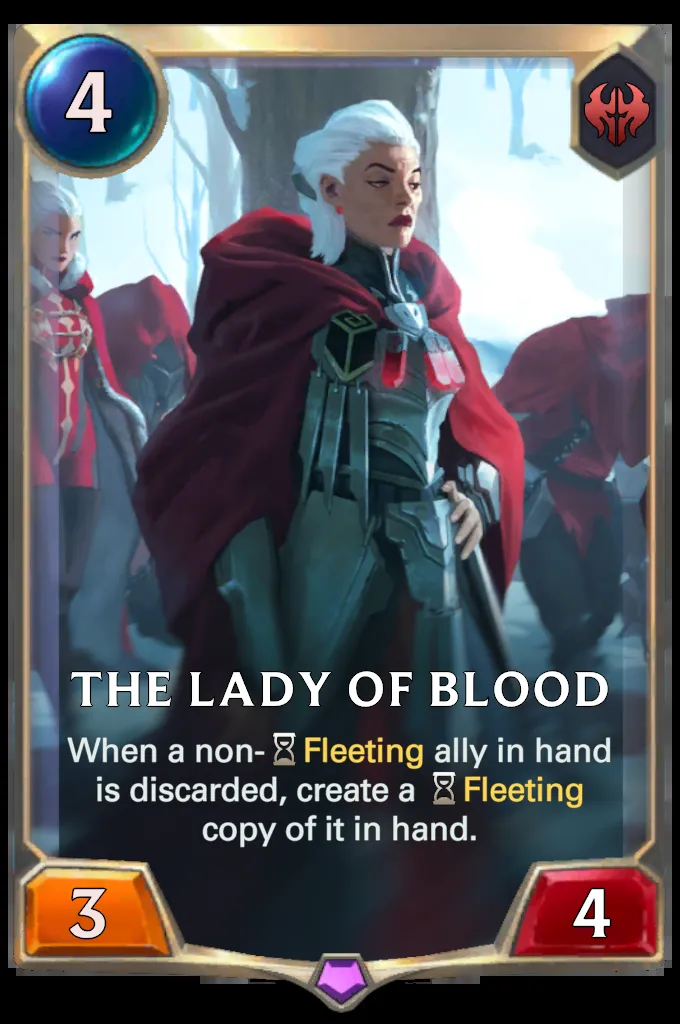 4
THE LADY OF BLOOD
When a non- Fleeting ally in hand
is discarded, create a Fleeting
copy of it in hand.
3
4